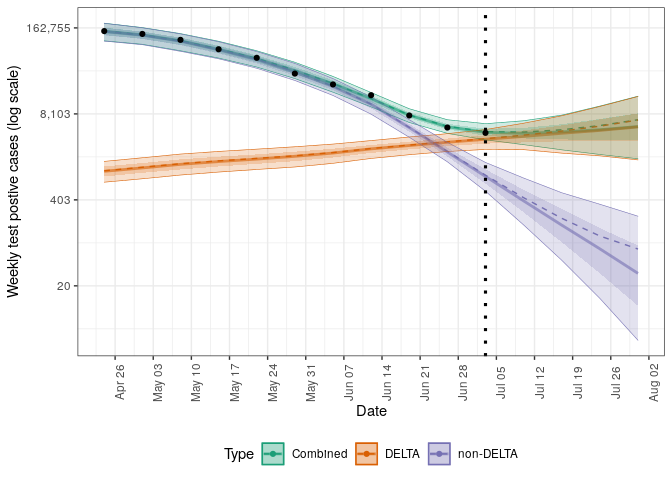 Weekly test postive cases (log scale)
162,755
8,103
403
20
Apr 26
May 03
May 10
May 17
May 24
May 31
Jun 07
Jun 14
Jun 21
Jun 28
Jul 05
Jul 12
Jul 19
Jul 26
Aug 02
Date
Type
Combined
DELTA
non-DELTA